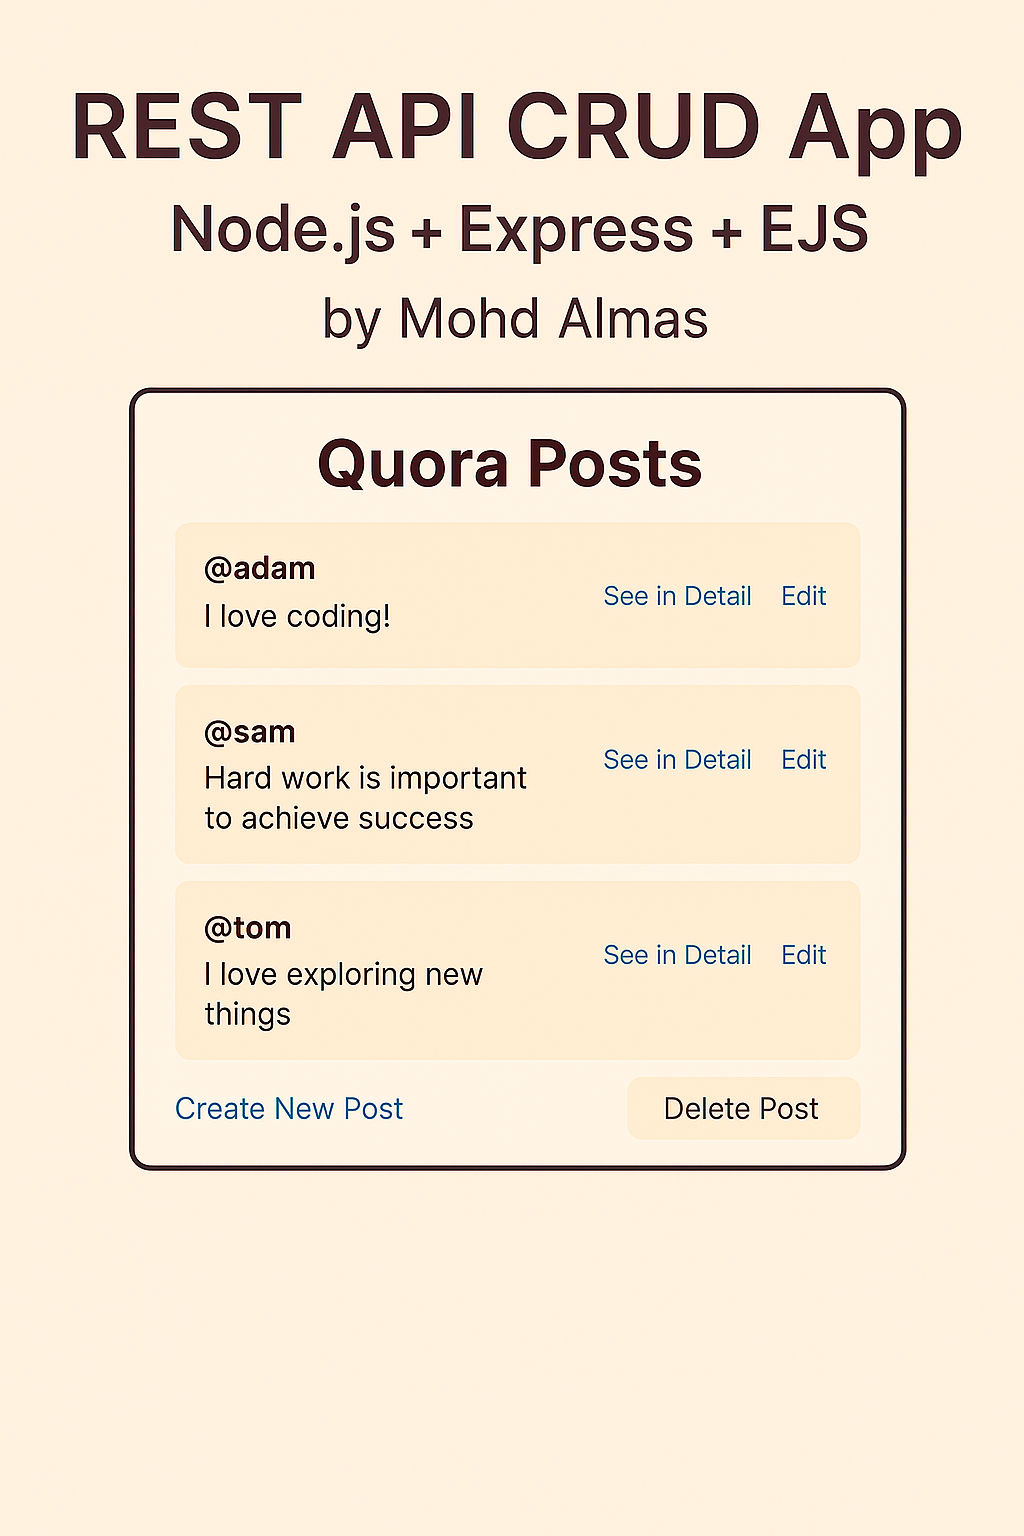 REST API CRUD App
Node.js + Express + EJS
by Mohd Almas
Quora Posts
@adam
I love coding!
See in Detail Edit
@sam
Hard work is important
to achieve success
See in Detail Edit
@tom
I love exploring new
things
See in Detail Edit
Create New Post
Delete Post